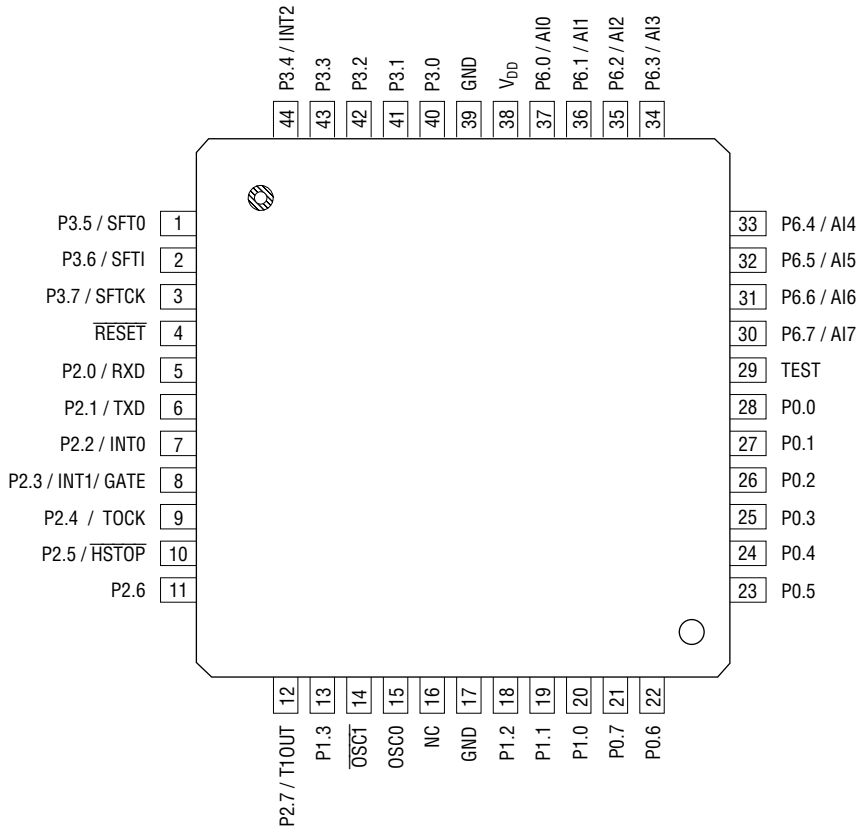 P3.4 / INT2
P3.3
P3.2
P3.1
P3.0
GND
VDD
P6.0 / AI0
P6.1 / AI1
P6.2 / AI2
P6.3 / AI3
44
43
42
41
40
39
38
37
36
35
34
P3.5 / SFT0 1
P3.6 / SFTI 2
P3.7 / SFTCK 3
RESET 4
P2.0 / RXD 5
P2.1 / TXD 6
P2.2 / INT0 7
P2.3 / INT1/ GATE 8
P2.4 / TOCK 9
P2.5 / HSTOP 10
P2.6 11
33 P6.4 / AI4
32 P6.5 / AI5
31 P6.6 / AI6
30 P6.7 / AI7
29 TEST
28 P0.0
27 P0.1
26 P0.2
25 P0.3
24 P0.4
23 P0.5
12
13
14
15
16
17
18
19
20
21
22
P2.7 / T1OUT
P1.3
OSC1
OSC0
NC
GND
P1.2
P1.1
P1.0
P0.7
P0.6